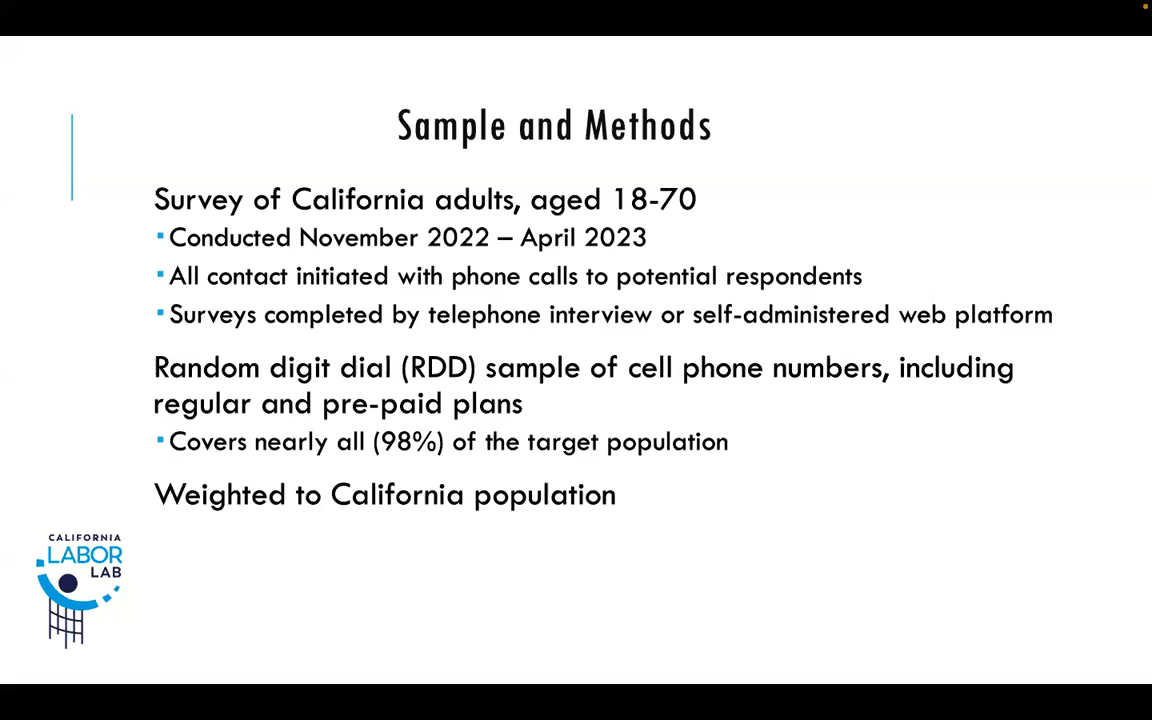 Sample and Methods
Survey of California adults, aged 18-70
▪ Conducted November 2022 – April 2023
▪ All contact initiated with phone calls to potential respondents
▪ Surveys completed by telephone interview or self-administered web platform
Random digit dial (RDD) sample of cell phone numbers, including
regular and pre-paid plans
▪ Covers nearly all (98%) of the target population
Weighted to California population
CALIFORNIA
LABOR
LAB